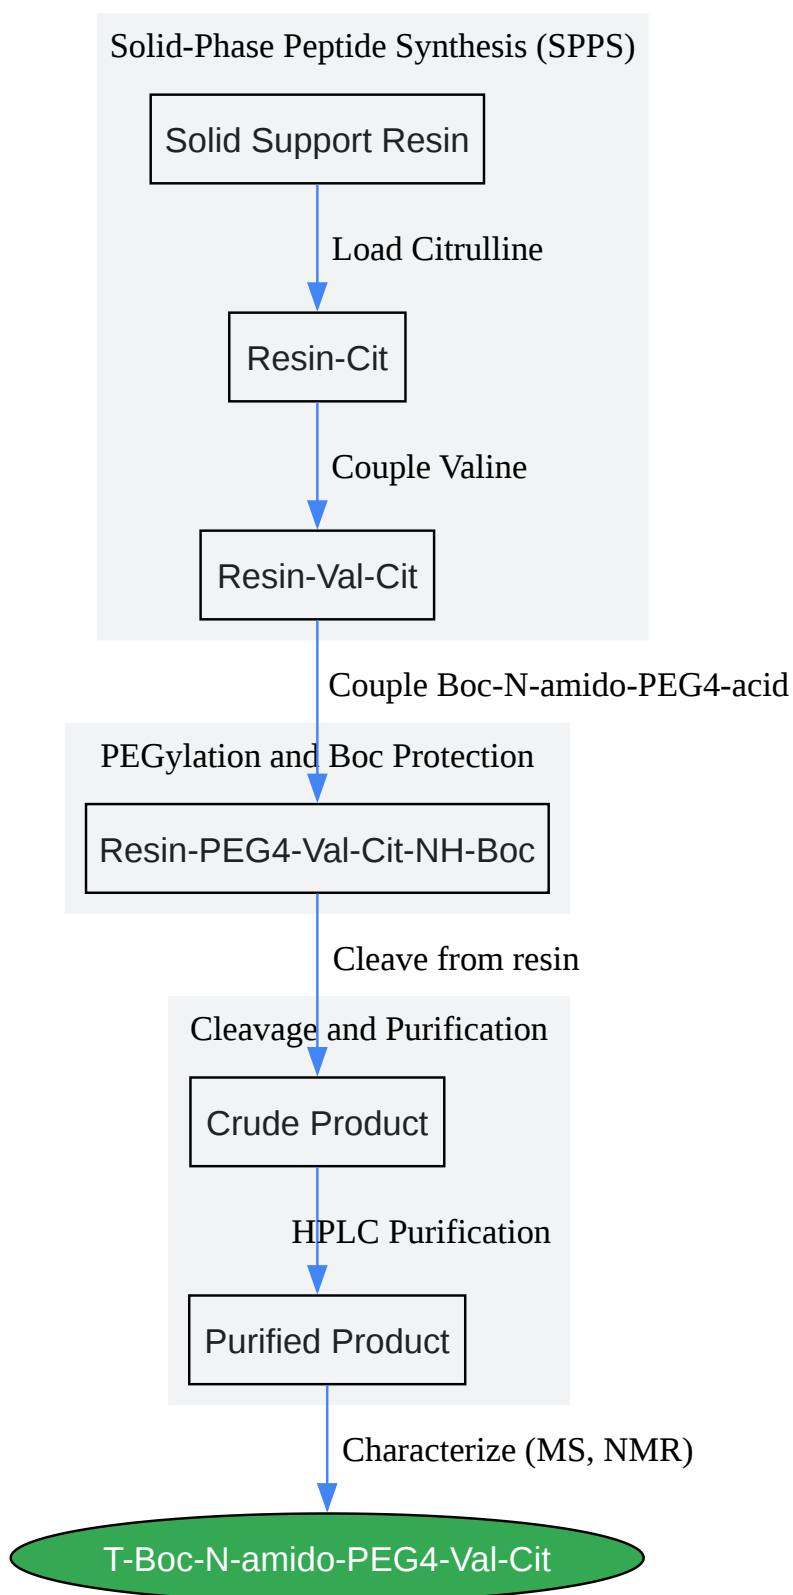 Solid-Phase Peptide Synthesis (SPPS)
Solid Support Resin
Load Citrulline
Resin-Cit
Couple Valine
Resin-Val-Cit
Couple Boc-N-amido-PEG4-acid
PEGylation and Boc Protection
Resin-PEG4-Val-Cit-NH-Boc
Cleave from resin
Cleavage and Purification
Crude Product
HPLC Purification
Purified Product
Characterize (MS, NMR)
T-Boc-N-amido-PEG4-Val-Cit